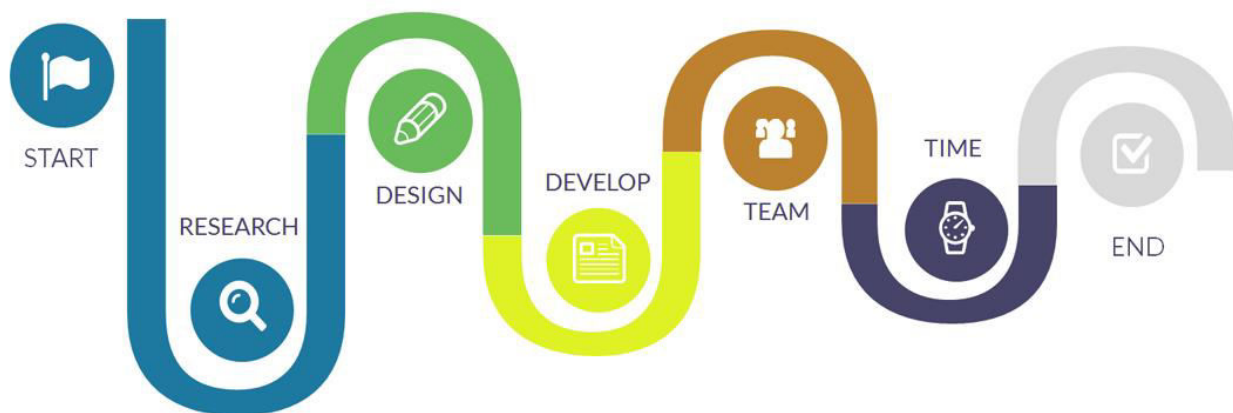 START
RESEARCH
DESIGN
DEVELOP
TEAM
TIME
END